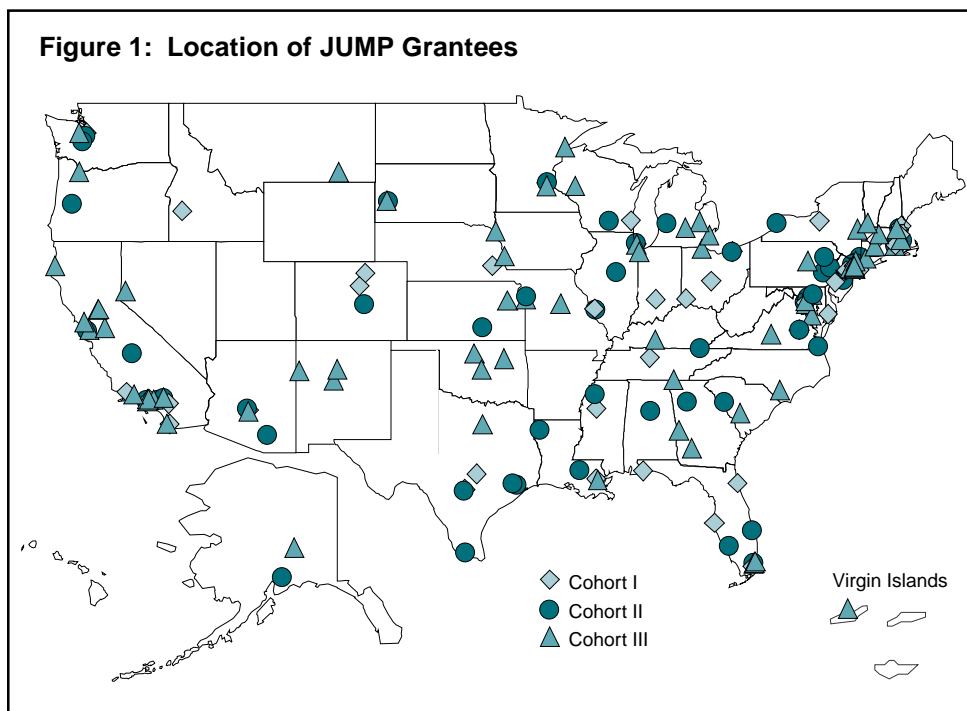 Figure 1: Location of JUMP Grantees
Cohort I
Cohort II
Cohort III
Virgin Islands